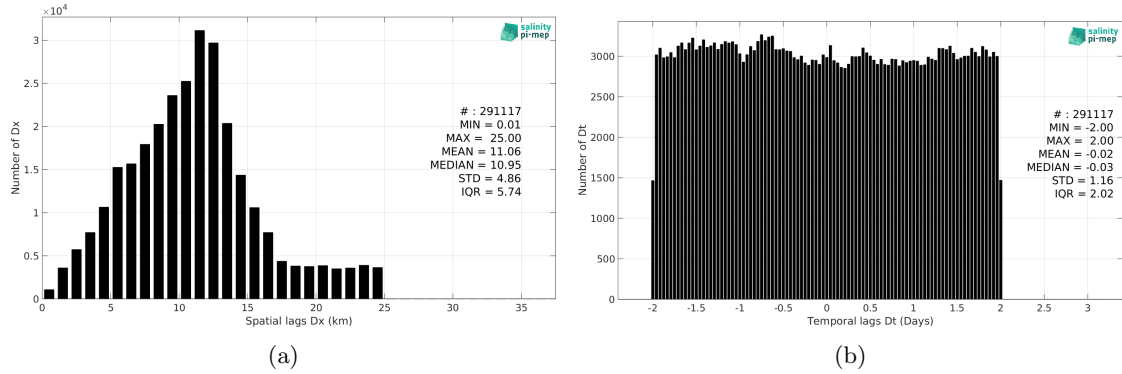 ×10^4
3
2.5
2
1.5
1
0.5
0
Number of Dx
0 5 10 15 20 25 30 35
Spatial lags Dx (km)
salinity
pi-mep
# : 291117
MIN = 0.01
MAX = 25.00
MEAN = 11.06
MEDIAN = 10.95
STD = 4.86
IQR = 5.74
(a)
3000
2500
2000
1500
1000
500
0
Number of Dt
-2 -1.5 -1 -0.5 0 0.5 1 1.5 2 2.5 3
Temporal lags Dt (Days)
salinity
pi-mep
# : 291117
MIN = -2.00
MAX = 2.00
MEAN = -0.02
MEDIAN = -0.03
STD = 1.16
IQR = 2.02
(b)